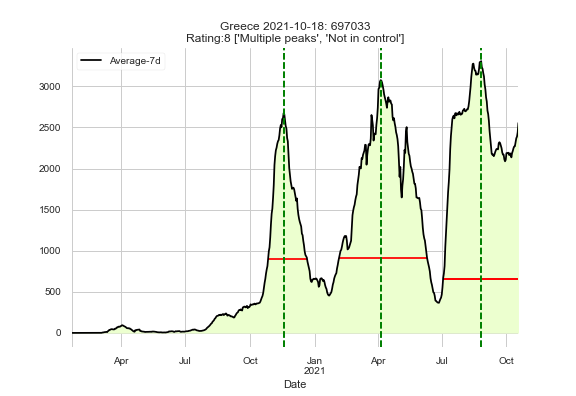 Greece 2021-10-18: 697033
Rating:8 ['Multiple peaks', 'Not in control']
Average-7d
3000
2500
2000
1500
1000
500
0
Apr Jul Oct Jan Apr Jul Oct
2021
Date